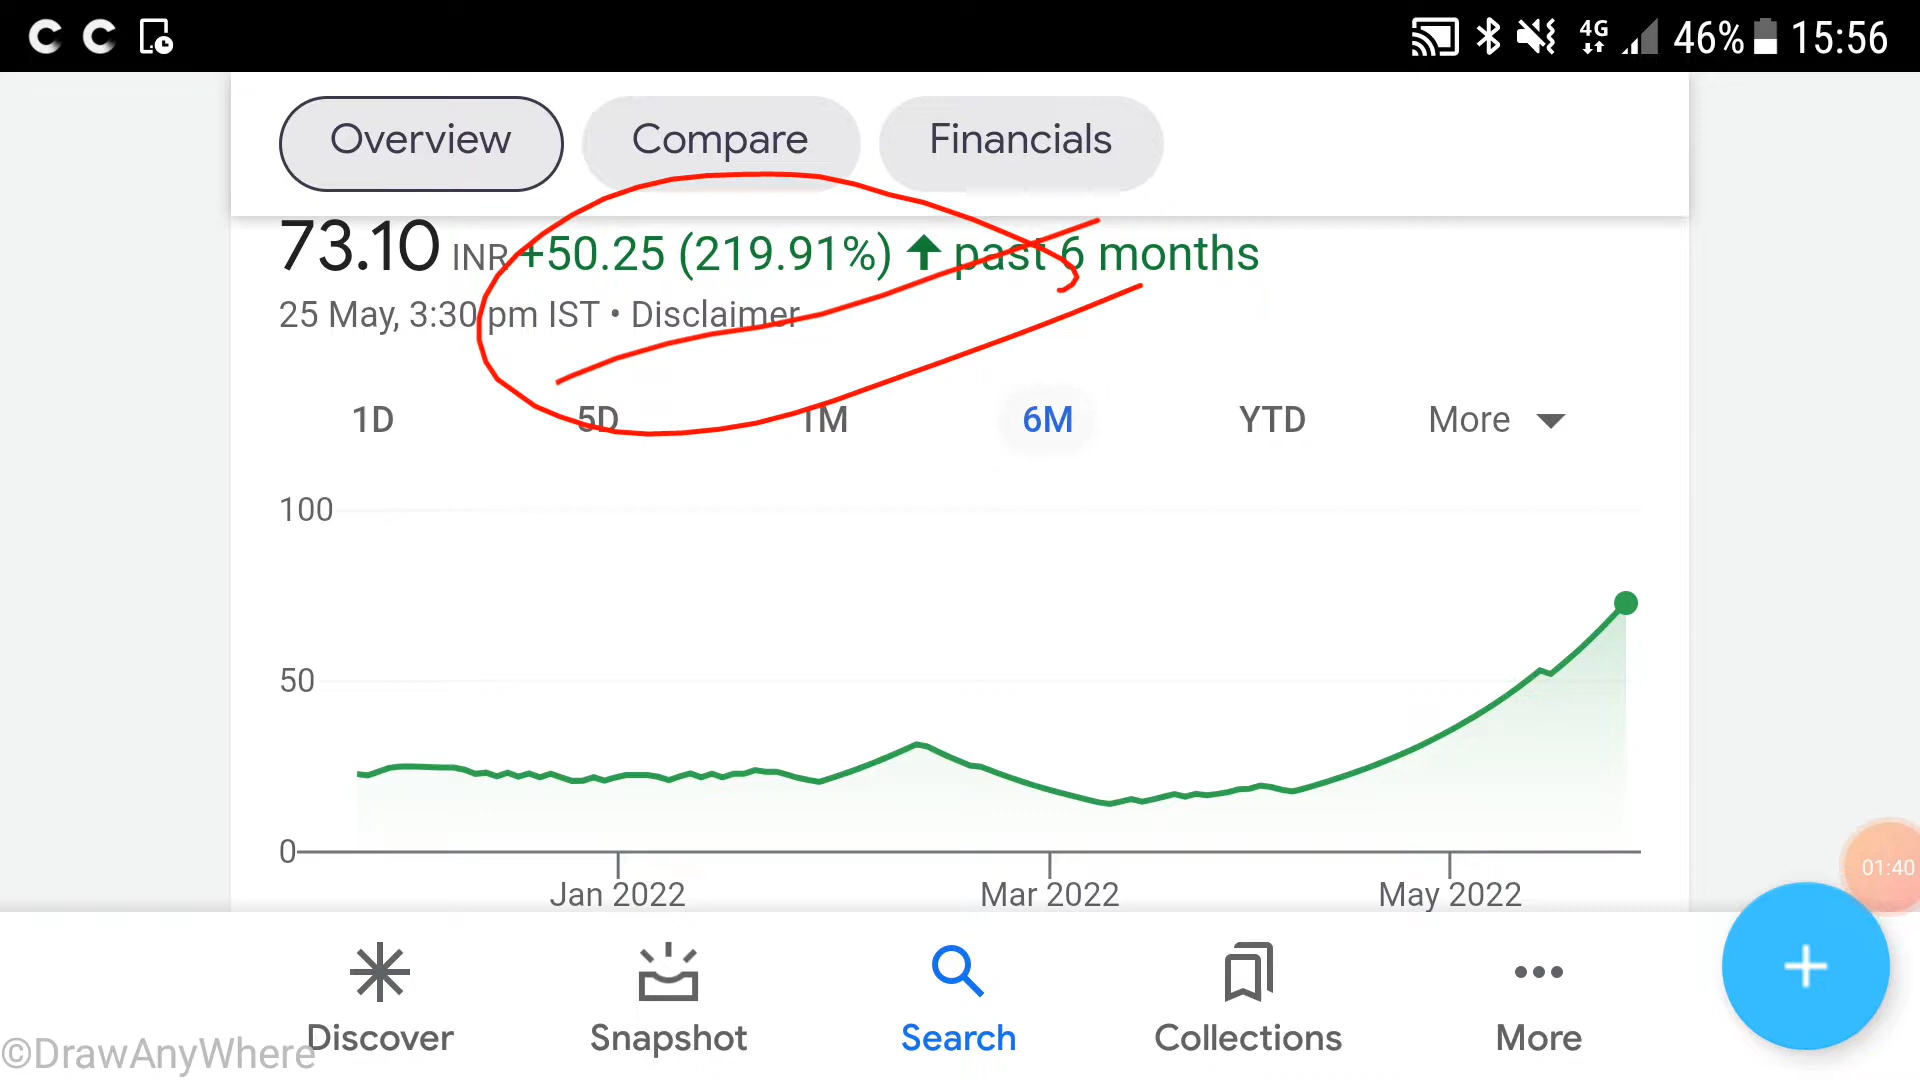 46% 15:56
Overview Compare Financials
73.10 INR +50.25 (219.91%) past 6 months
25 May, 3:30 pm IST • Disclaimer
1D 5D 1M 6M YTD More
100
50
0
Jan 2022 Mar 2022 May 2022
01:40
Discover Snapshot Search Collections More
©DrawAnyWhere
4G